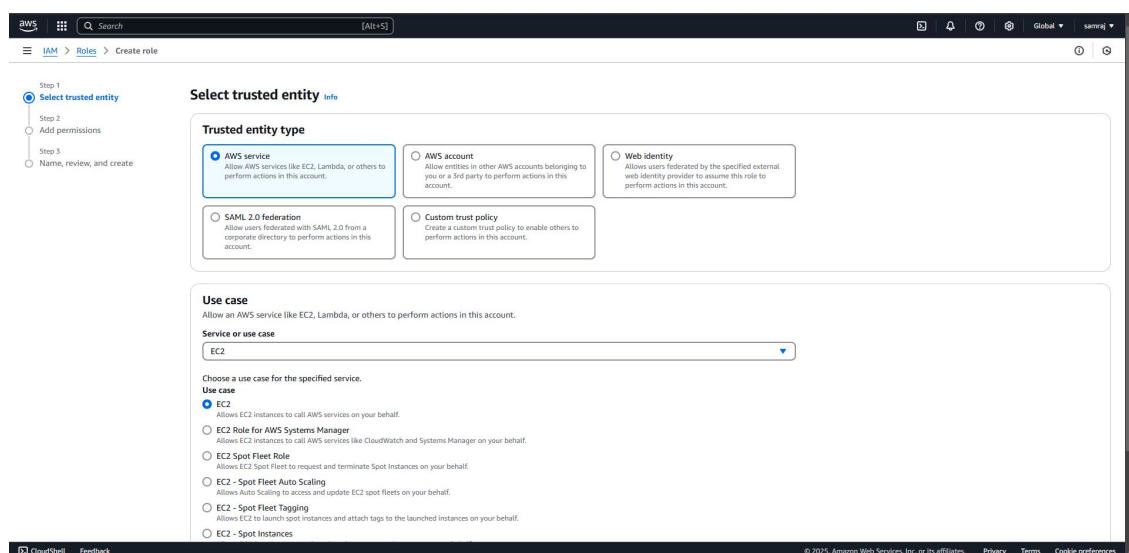 aws Search [Alt+S] Global samraj
IAM > Roles > Create role
Step 1
Select trusted entity
Step 2
Add permissions
Step 3
Name, review, and create
Select trusted entity Info
Trusted entity type
AWS service
Allow AWS services like EC2, Lambda, or others to
perform actions in this account.
AWS account
Allow entities in other AWS accounts belonging to
you or a 3rd party to perform actions in this
account.
Web identity
Allows users federated by the specified external
web identity provider to assume this role to
perform actions in this account.
SAML 2.0 federation
Allow users federated with SAML 2.0 from a
corporate directory to perform actions in this
account.
Custom trust policy
Create a custom trust policy to enable others to
perform actions in this account.
Use case
Allow an AWS service like EC2, Lambda, or others to perform actions in this account.
Service or use case
EC2
Choose a use case for the specified service.
Use case
EC2
Allows EC2 instances to call AWS services on your behalf.
EC2 Role for AWS Systems Manager
Allows EC2 instances to call AWS services like CloudWatch and Systems Manager on your behalf.
EC2 Spot Fleet Role
Allows EC2 Spot Fleet to request and terminate Spot Instances on your behalf.
EC2 - Spot Fleet Auto Scaling
Allows Auto Scaling to access and update EC2 spot fleets on your behalf.
EC2 - Spot Fleet Tagging
Allows EC2 to launch spot instances and attach tags to the launched instances on your behalf.
EC2 - Spot Instances
CloudShell Feedback © 2025, Amazon Web Services, Inc. or its affiliates. Privacy Terms Cookie preferences